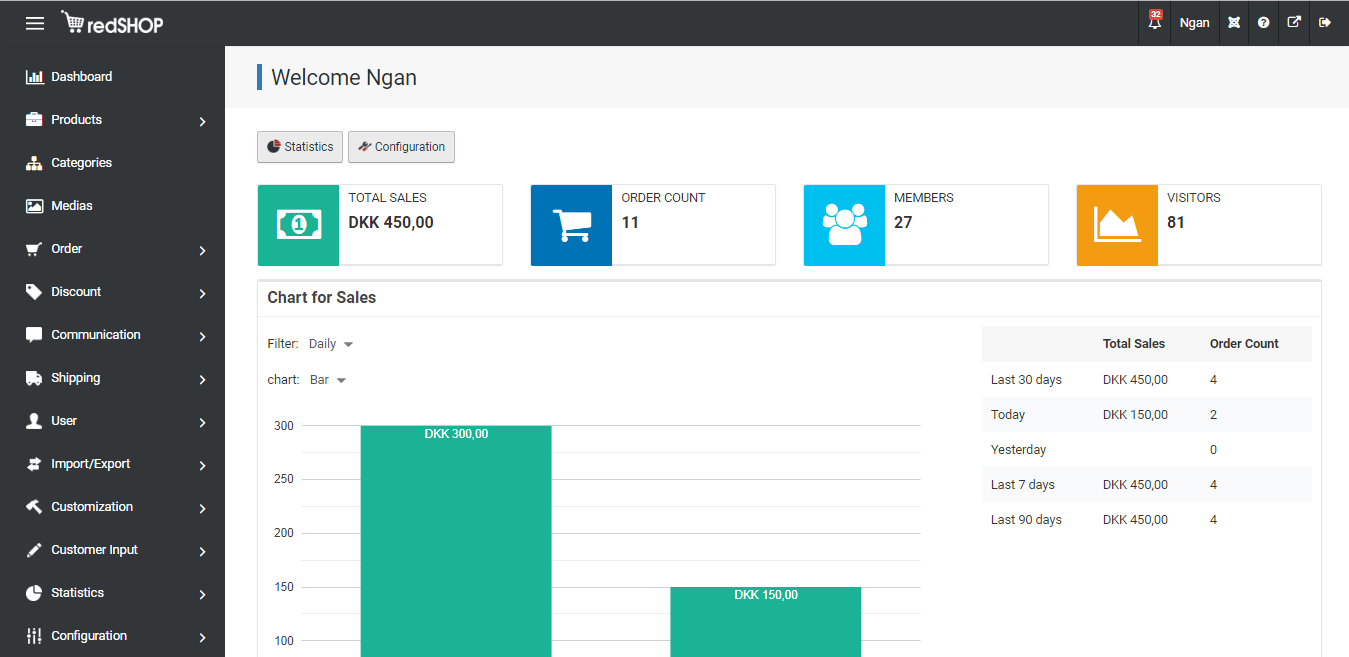 redSHOP
32
Ngan
Dashboard
Products
Categories
Medias
Order
Discount
Communication
Shipping
User
Import/Export
Customization
Customer Input
Statistics
Configuration
Welcome Ngan
Statistics
Configuration
TOTAL SALES
DKK 450,00
ORDER COUNT
11
MEMBERS
27
VISITORS
81
Chart for Sales
Filter: Daily
chart: Bar
300
250
200
150
100
DKK 300,00
DKK 150,00
Total Sales Order Count
Last 30 days DKK 450,00 4
Today DKK 150,00 2
Yesterday 0
Last 7 days DKK 450,00 4
Last 90 days DKK 450,00 4